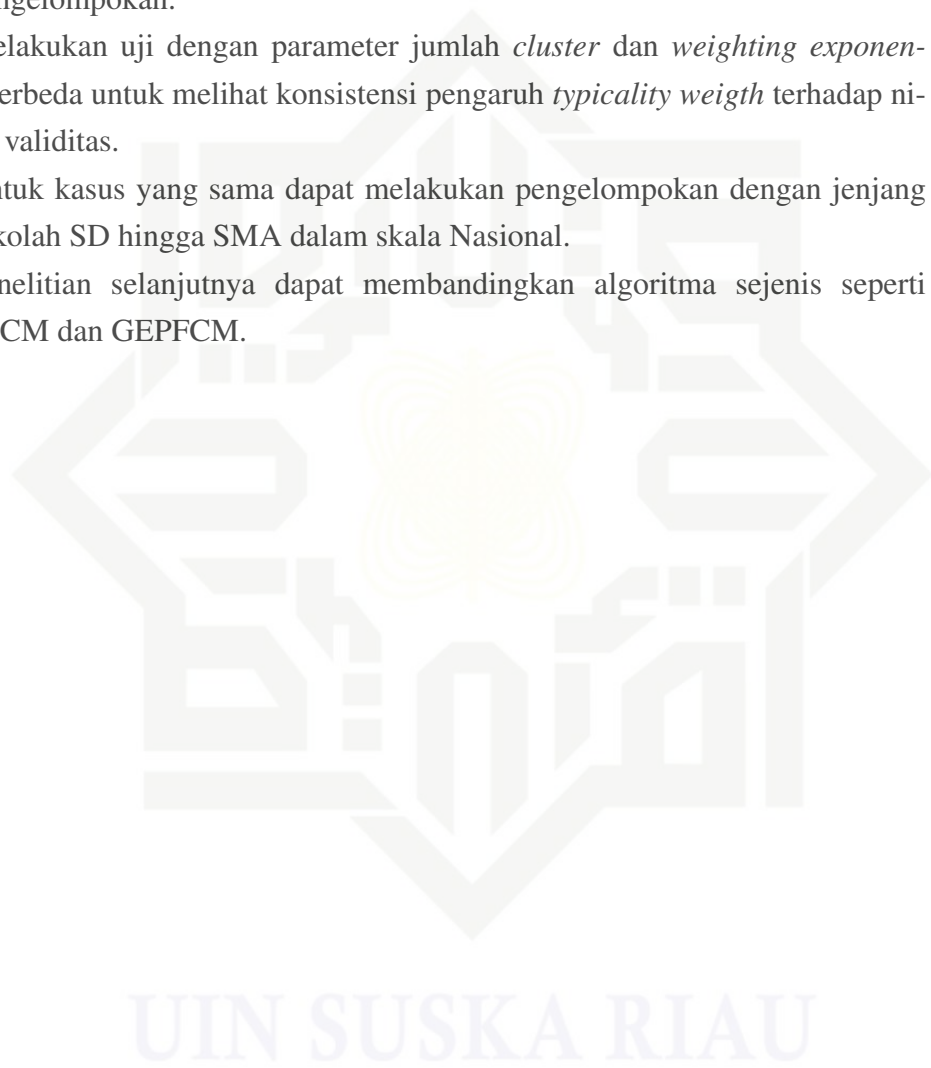 ngelompokan.
elakukan uji dengan parameter jumlah cluster dan weighting exponen-
erbeda untuk melihat konsistensi pengaruh typicality weigth terhadap ni-
validitas.
ntuk kasus yang sama dapat melakukan pengelompokan dengan jenjang
kolah SD hingga SMA dalam skala Nasional.
nelitian selanjutnya dapat membandingkan algoritma sejenis seperti
CM dan GEPFCM.
UIN SUSKA RIAU